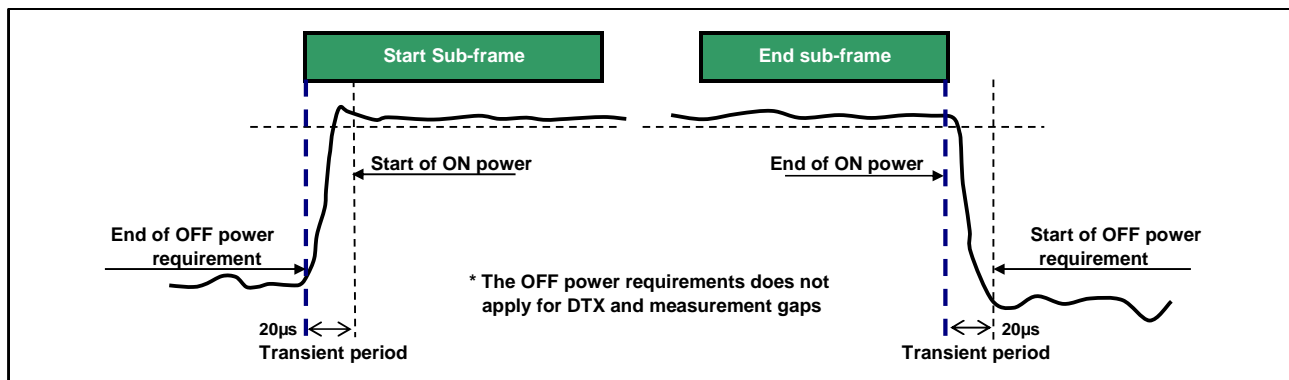 Start Sub-frame
End sub-frame
Start of ON power
End of ON power
End of OFF power
requirement
Start of OFF power
requirement
* The OFF power requirements does not
apply for DTX and measurement gaps
20µs
Transient period
20µs
Transient period